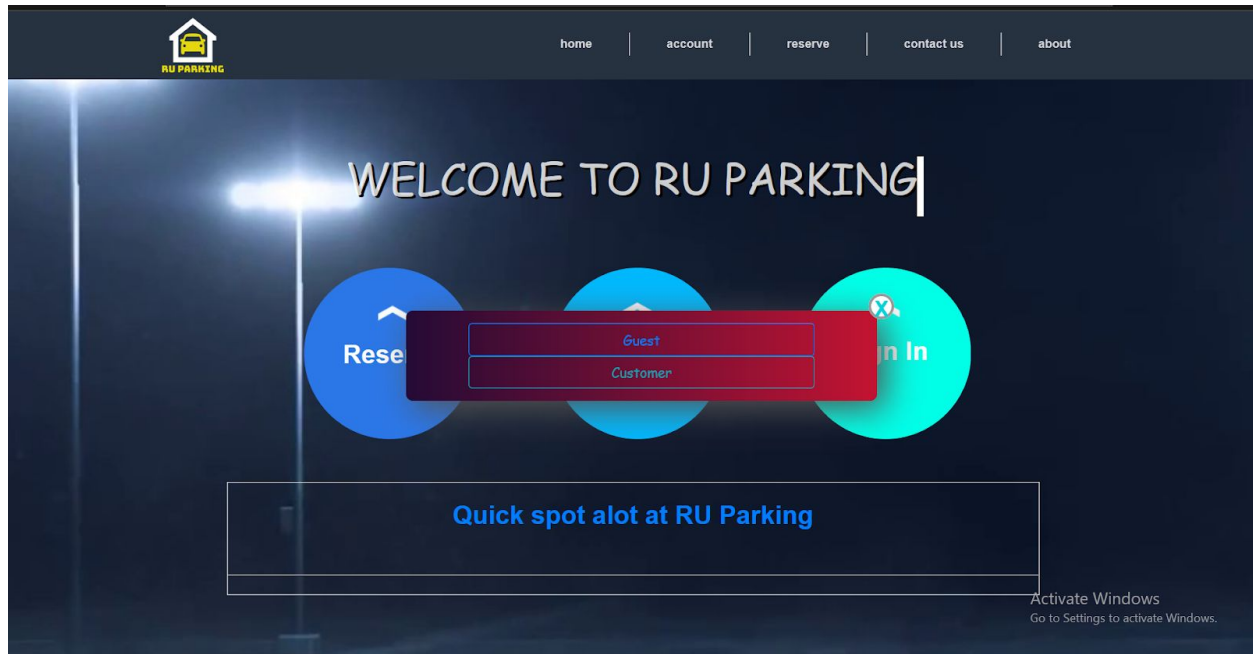 home account reserve contact us about
RU PARKING
WELCOME TO RU PARKING
X
Guest
Customer
Quick spot alot at RU Parking
Activate Windows
Go to Settings to activate Windows.